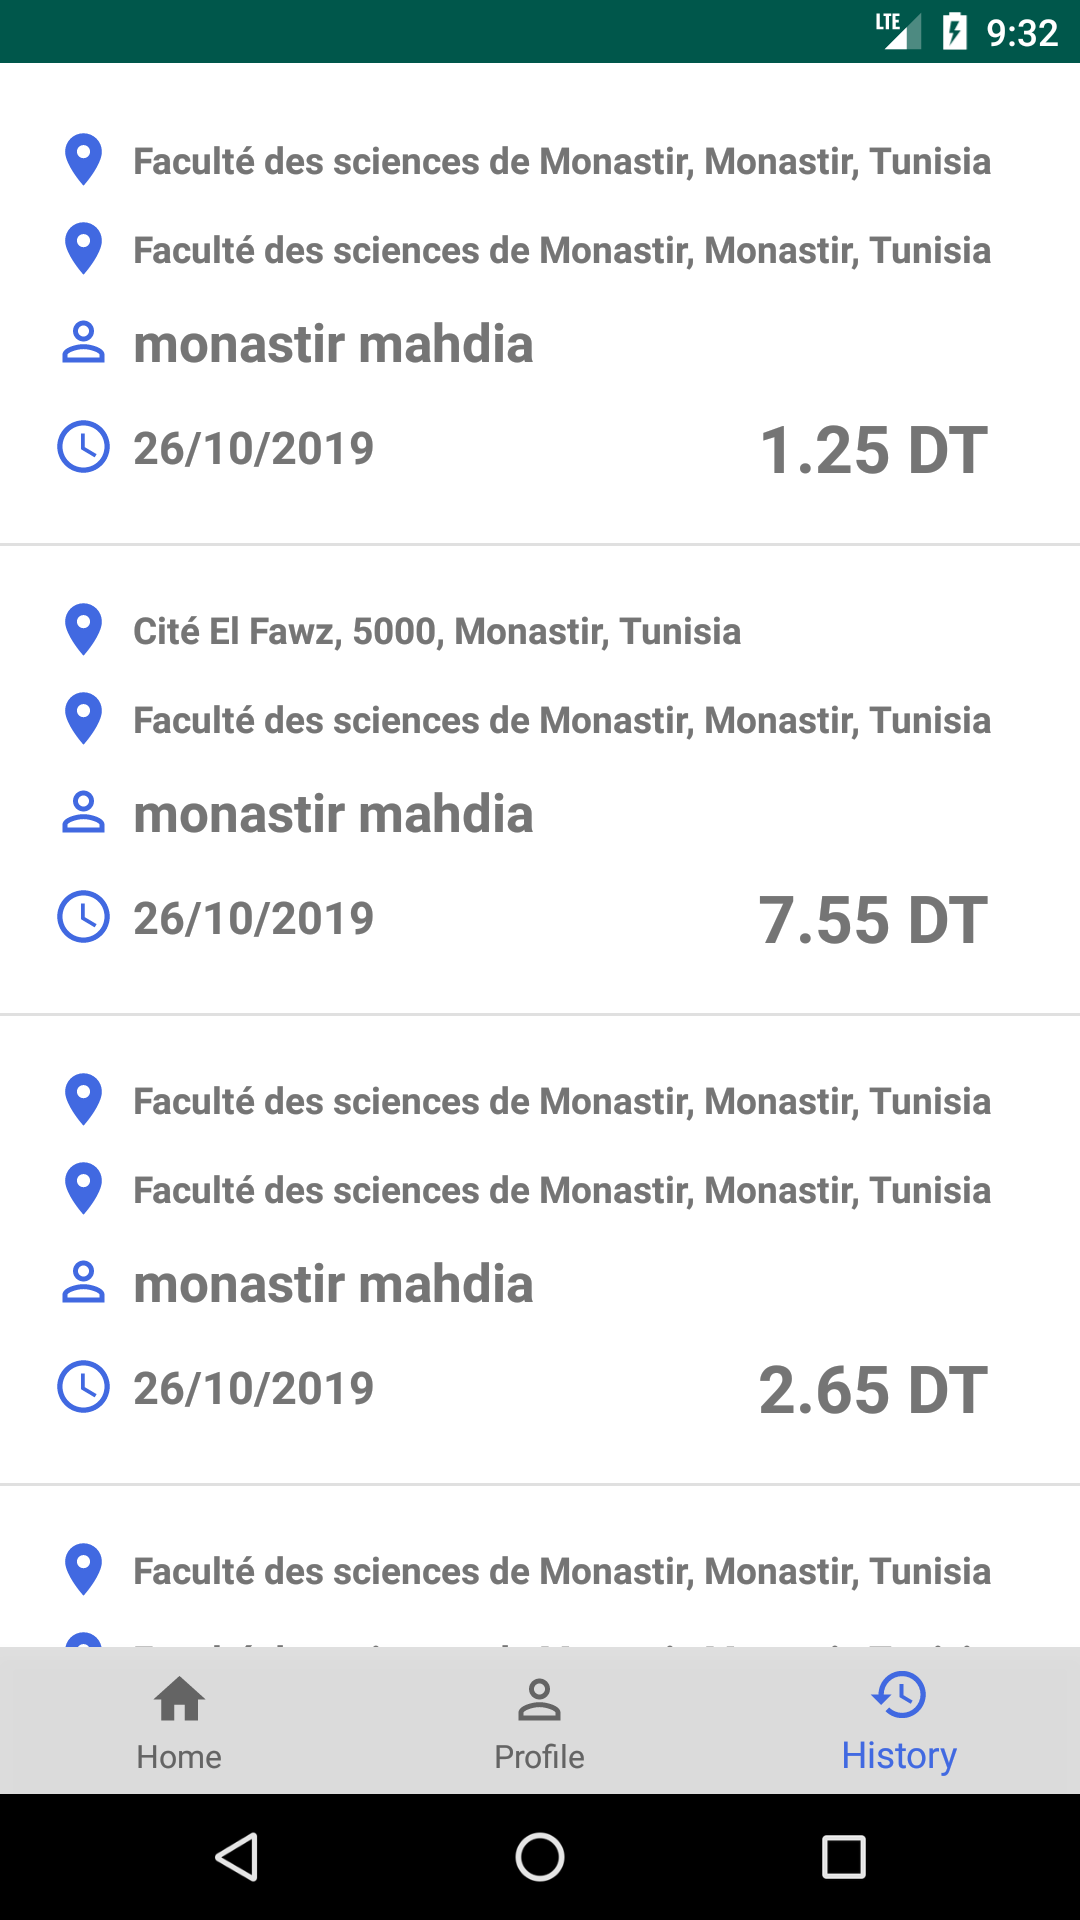 LTE 9:32
Faculté des sciences de Monastir, Monastir, Tunisia
Faculté des sciences de Monastir, Monastir, Tunisia
monastir mahdia
26/10/2019 1.25 DT
Cité El Fawz, 5000, Monastir, Tunisia
Faculté des sciences de Monastir, Monastir, Tunisia
monastir mahdia
26/10/2019 7.55 DT
Faculté des sciences de Monastir, Monastir, Tunisia
Faculté des sciences de Monastir, Monastir, Tunisia
monastir mahdia
26/10/2019 2.65 DT
Faculté des sciences de Monastir, Monastir, Tunisia
Home Profile History